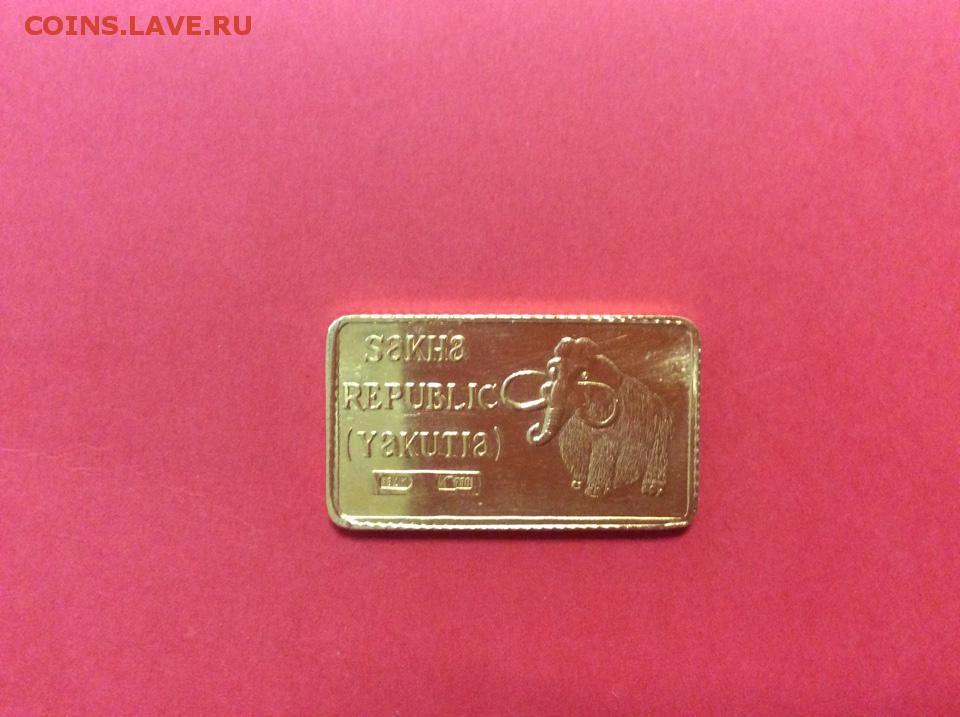 COINS.LAVE.RU
SaKHa
REPUBLIC
(YaKUTIa)